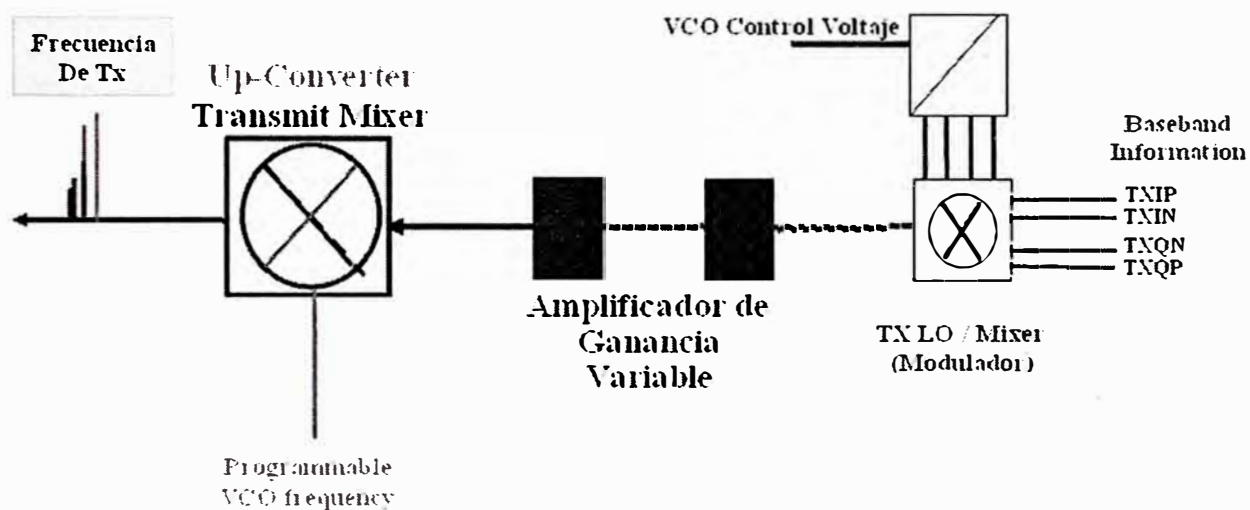 Frecuencia
De Tx
Up-Converter
Transmit Mixer
VCO Control Voltaje
Baseband
Information
TXIP
TXIN
TXQN
TXQP
Amplificador de
Ganancia
Variable
TX LO / Mixer
(Modulador)
Programmable
VCO frequency